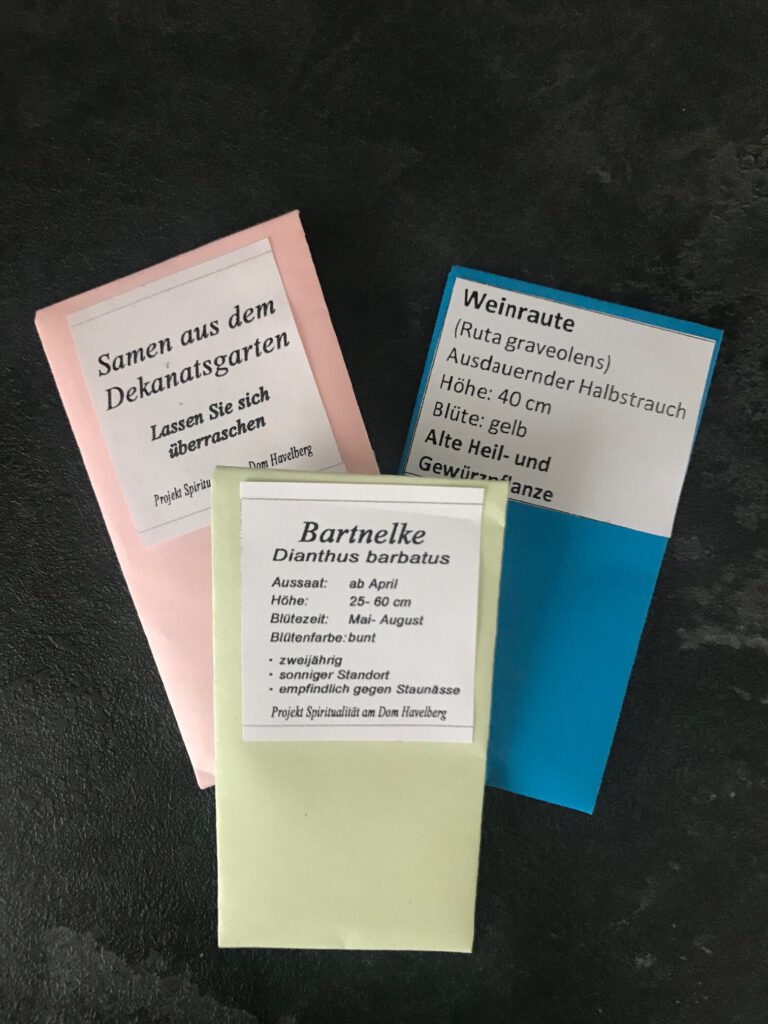 Samen aus dem
Dekanatsgarten
Lassen Sie sich
überraschen
Projekt Dom Havelberg
Weinraute
(Ruta graveolens)
Ausdauernder Halbstrauch
Höhe: 40 cm
Blüte: gelb
Alte Heil- und
Gewürzpflanze
Bartnelke
Dianthus barbatus
Aussaat: ab April
Höhe: 25- 60 cm
Blütezeit: Mai- August
Blütenfarbe: bunt
· zweijährig
· sonniger Standort
· empfindlich gegen Staunässe
Projekt Spiritualität am Dom Havelberg